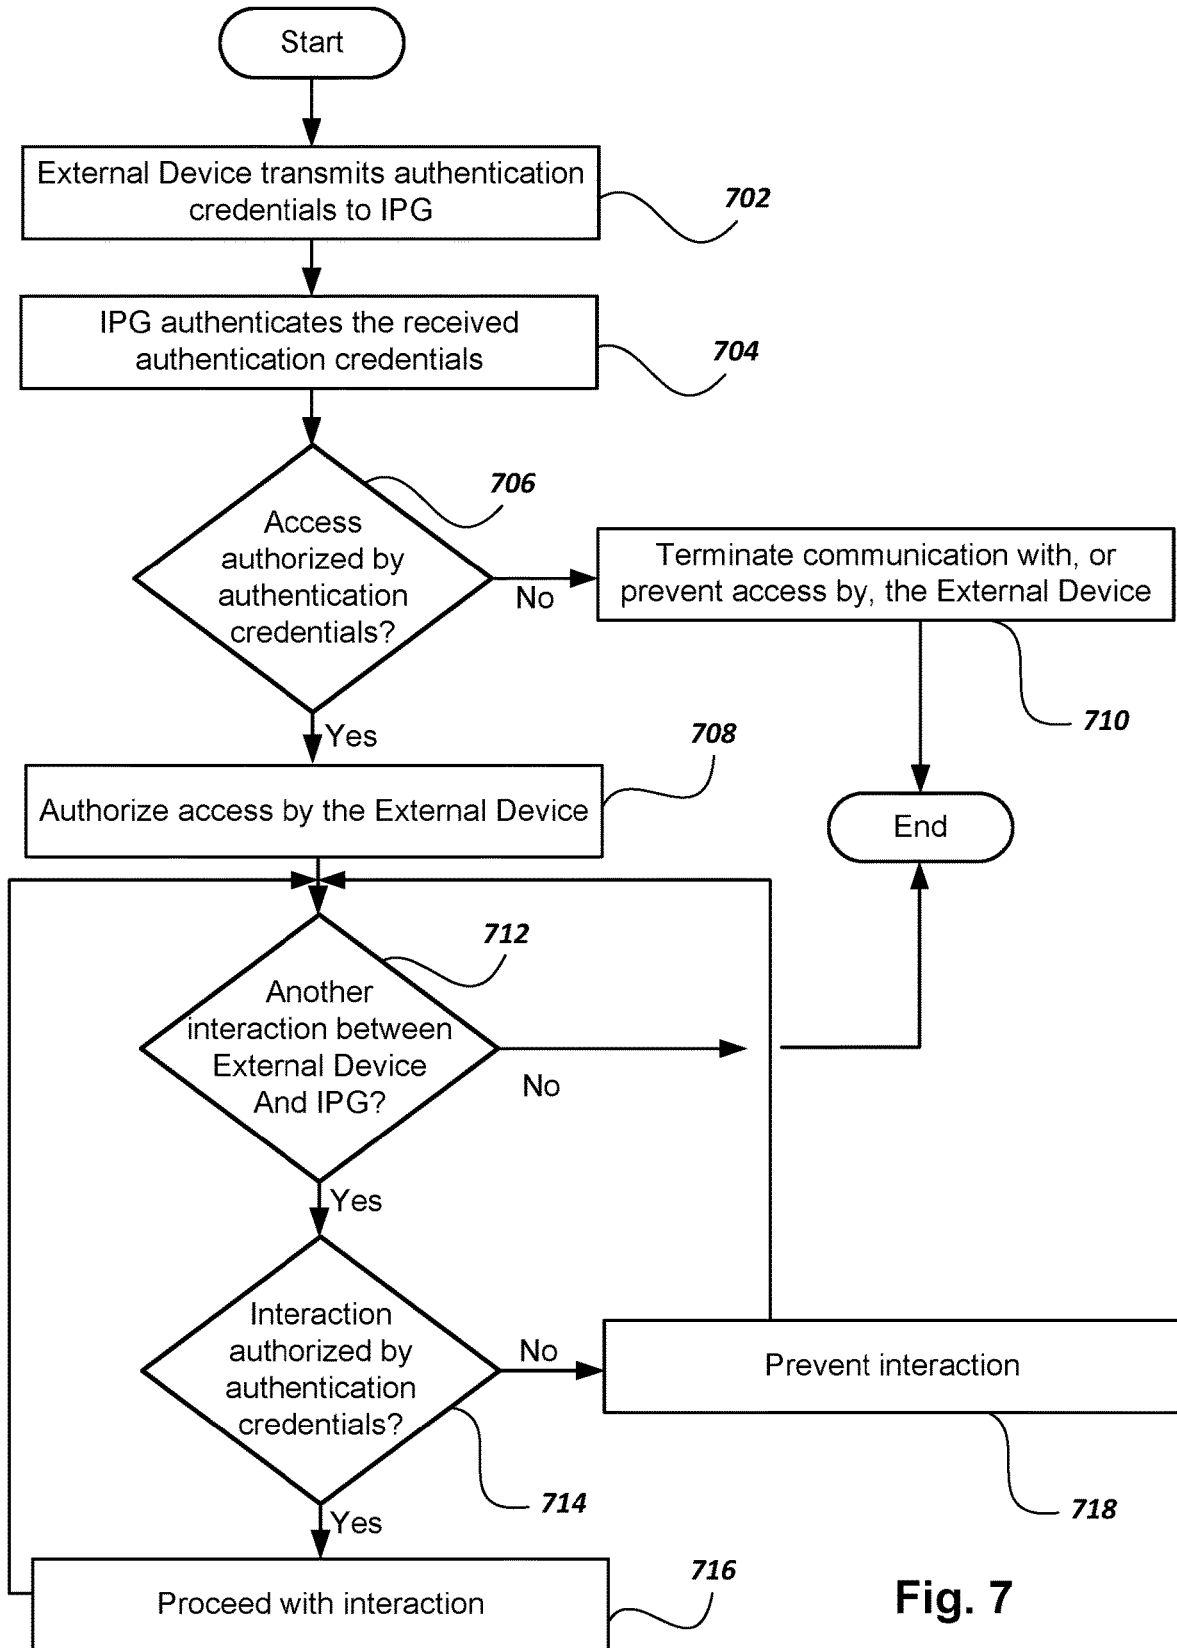 Start
External Device transmits authentication
credentials to IPG
702
IPG authenticates the received
authentication credentials
704
706
Access
authorized by
authentication
credentials?
No
Terminate communication with, or
prevent access by, the External Device
710
Yes
708
Authorize access by the External Device
End
712
Another
interaction between
External Device
And IPG?
No
Yes
Interaction
authorized by
authentication
credentials?
No
Prevent interaction
714
718
Yes
716
Proceed with interaction
Fig. 7